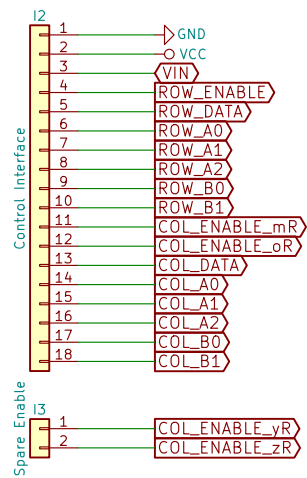 I2
Control Interface
1 GND
2 VCC
3 VIN
4 ROW_ENABLE
5 ROW_DATA
6 ROW_A0
7 ROW_A1
8 ROW_A2
9 ROW_B0
10 ROW_B1
11 COL_ENABLE_mR
12 COL_ENABLE_oR
13 COL_DATA
14 COL_A0
15 COL_A1
16 COL_A2
17 COL_B0
18 COL_B1
I3
Spare Enable
1 COL_ENABLE_yR
2 COL_ENABLE_zR